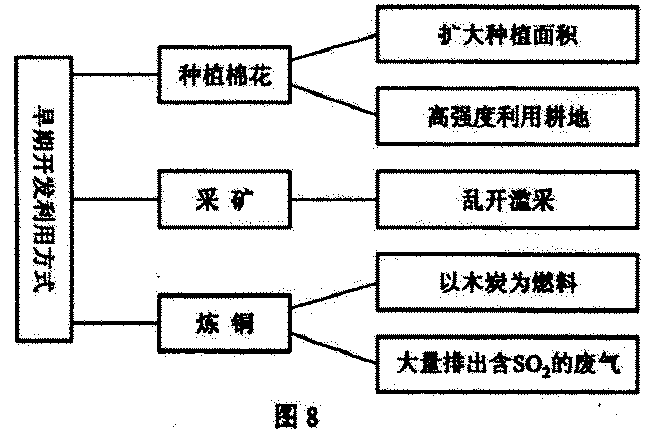 早期开发利用方式
种植棉花
扩大种植面积
高强度利用耕地
采矿
乱开滥采
炼铜
以木炭为燃料
大量排出含SO₂的废气
图8